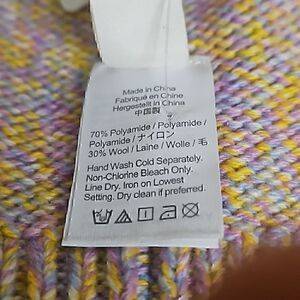 Made in China
Fabriqué en Chine
Hergestellt in China
中国製
70% Polyamide / Polyamide /
Polyamide / ナイロン
30% Wool / Laine / Wolle / 毛
Hand Wash Cold Separately.
Non-Chlorine Bleach Only.
Line Dry. Iron on Lowest
Setting. Dry clean if preferred.